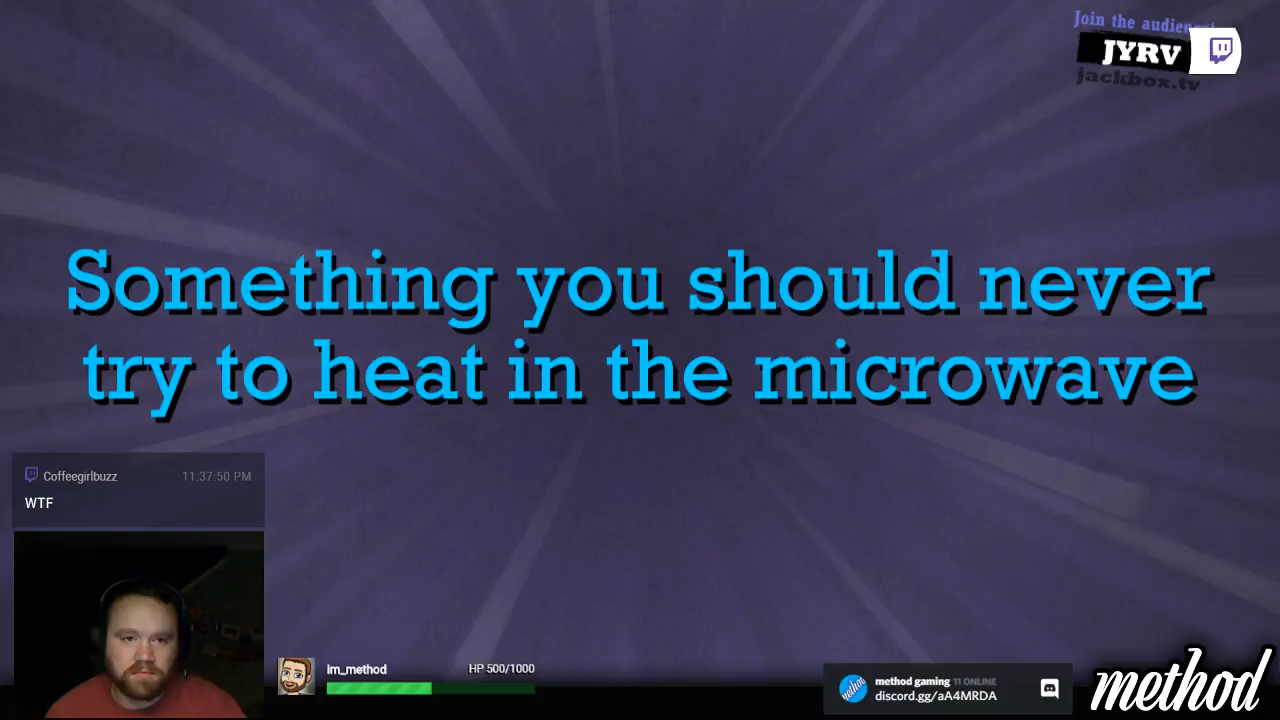 Join the audience
JYRV
jackbox.tv
Something you should never
try to heat in the microwave
Coffeegirlbuzz 11:37:50 PM
WTF
im_method HP 500/1000
method gaming 11 ONLINE
discord.gg/aA4MRDA
method